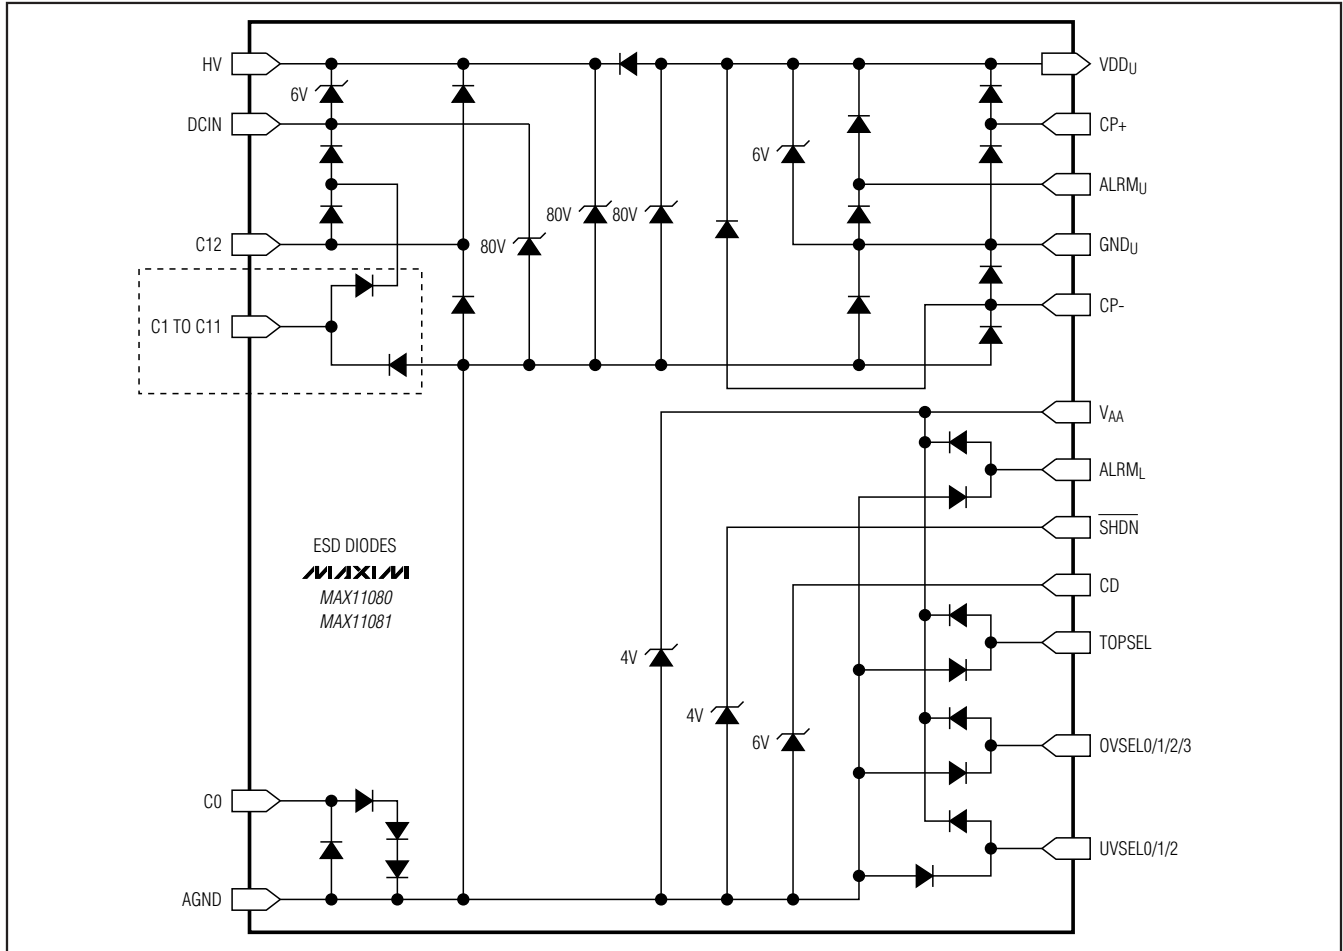 HV
VDDU
6V
DCIN
CP+
6V
ALRMU
80V
80V
80V
C12
GNDU
CP-
C1 TO C11
VAA
ALRML
SHDN
ESD DIODES
MAXIM
MAX11080
MAX11081
CD
TOPSEL
4V
4V
6V
OVSEL0/1/2/3
C0
UVSEL0/1/2
AGND